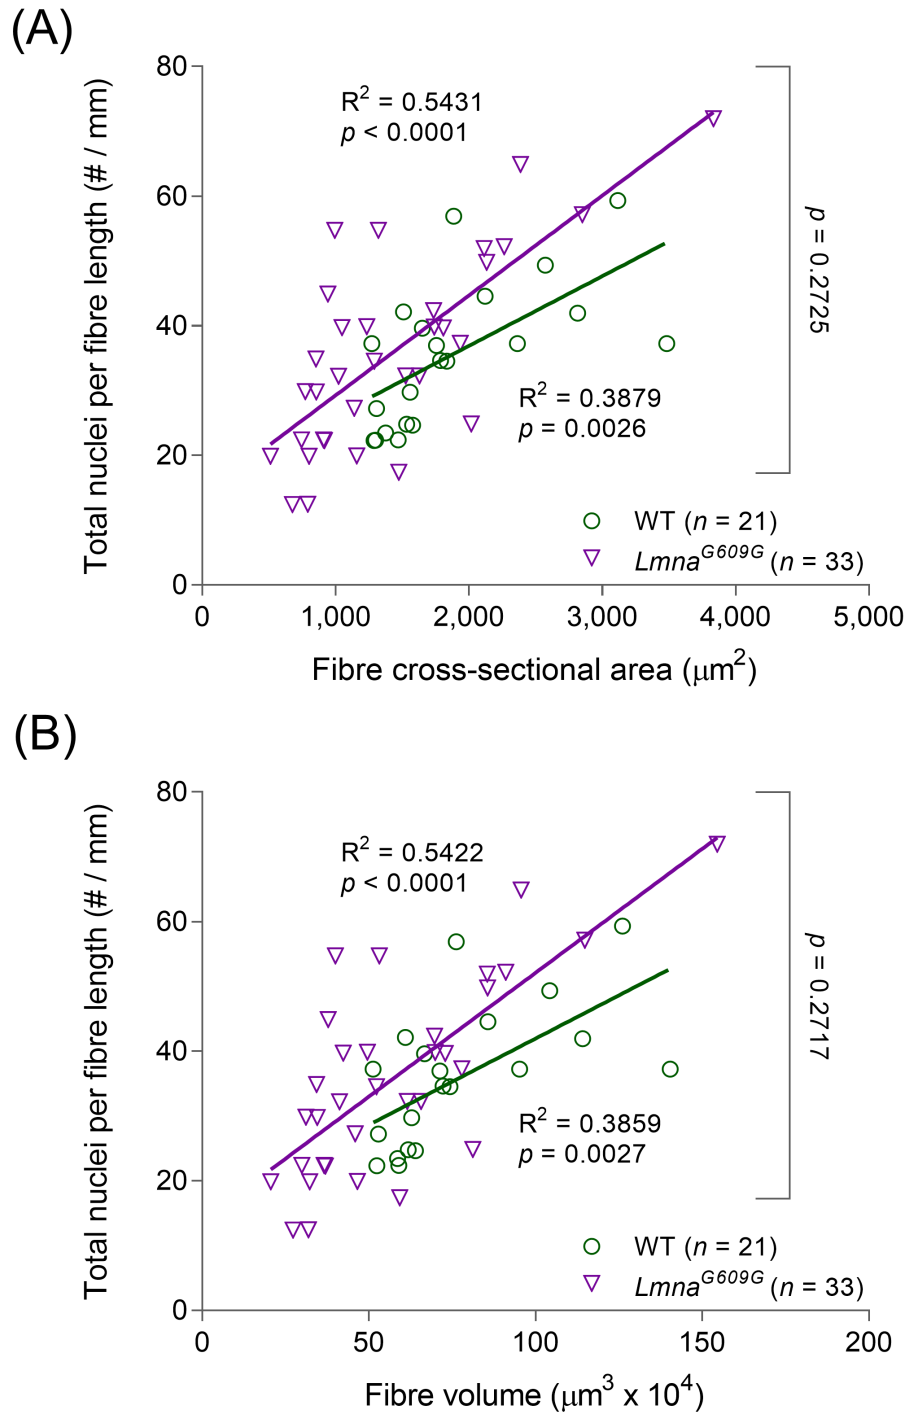 (A)
Total nuclei per fibre length (# / mm)
80
60
40
20
0
R² = 0.5431
p < 0.0001
R² = 0.3879
p = 0.0026
p = 0.2725
WT (n = 21)
Lmna^G609G (n = 33)
0 1,000 2,000 3,000 4,000 5,000
Fibre cross-sectional area (μm²)
(B)
Total nuclei per fibre length (# / mm)
80
60
40
20
0
R² = 0.5422
p < 0.0001
R² = 0.3859
p = 0.0027
p = 0.2717
WT (n = 21)
Lmna^G609G (n = 33)
0 50 100 150 200
Fibre volume (μm³ x 10⁴)